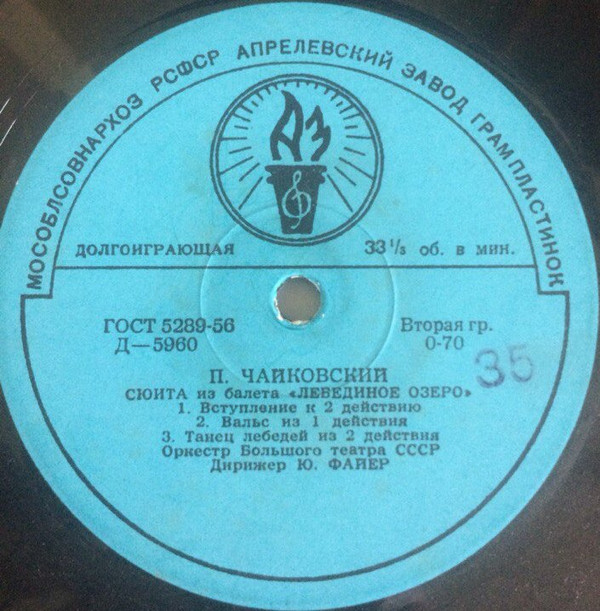 МОСОБЛСОВНАРХОЗ РСФСР АПРЕЛЕВСКИЙ ЗАВОД ГРАМПЛАСТИНОК
АЗ
ДОЛГОИГРАЮЩАЯ 33⅓ об. в мин.
ГОСТ 5289-56 Вторая гр.
Д—5960 0-70
35
П. ЧАЙКОВСКИЙ
СЮИТА из балета «ЛЕБЕДИНОЕ ОЗЕРО»
1. Вступление к 2 действию
2. Вальс из 1 действия
3. Танец лебедей из 2 действия
Оркестр Большого театра СССР
Дирижер Ю. ФАЙЕР